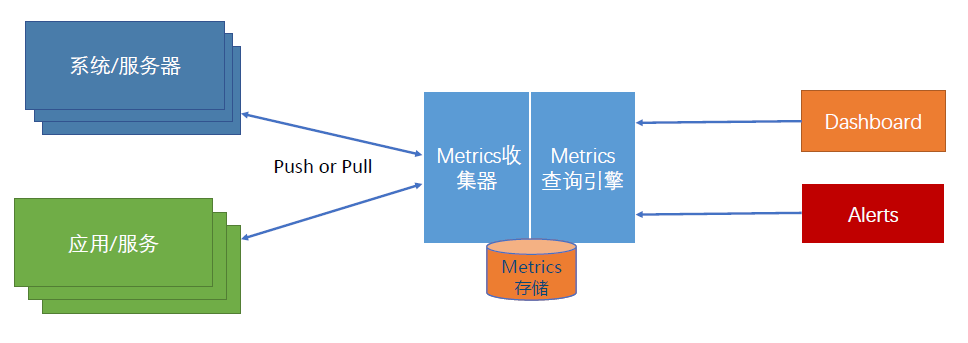 系统/服务器
Push or Pull
应用/服务
Metrics收
集器
Metrics
查询引擎
Metrics
存储
Dashboard
Alerts